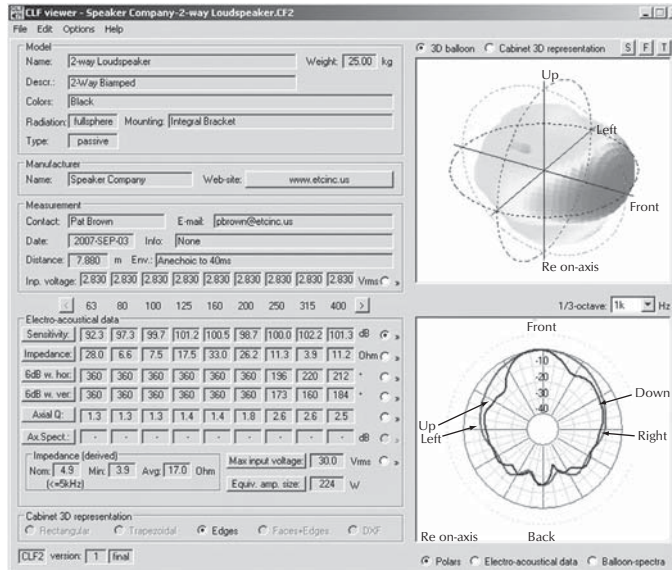 CLF viewer - Speaker Company-2-way Loudspeaker.CF2
File Edit Options Help
Model
Name: 2-way Loudspeaker Weight: 25.00 kg
Descr.: 2-Way Biamped
Colors: Black
Radiation: fullsphere Mounting: Integral Bracket
Type: passive
Manufacturer
Name: Speaker Company Web-site: www.etcinc.us
Measurement
Contact: Pat Brown E-mail: pbrown@etcinc.us
Date: 2007-SEP-03 Info: None
Distance: 7.880 m Env.: Anechoic to 40ms
Inp. voltage: 2.830 2.830 2.830 2.830 2.830 2.830 2.830 2.830 2.830 Vrms »
< 63 80 100 125 160 200 250 315 400 >
Electro-acoustical data
Sensitivity: 92.3 97.3 99.7 101.2 100.5 98.7 100.0 102.2 101.3 dB »
Impedance: 28.0 6.6 7.5 17.5 33.0 26.2 11.3 3.9 11.2 Ohm »
6dB w. hor: 360 360 360 360 360 360 196 220 212 ° »
6dB w. ver: 360 360 360 360 360 360 360 160 184 ° »
Axial Q: 1.3 1.3 1.3 1.4 1.4 1.8 2.6 2.6 2.5 »
Ax.Spect.: - - - - - - - - - dB »
Impedance (derived)
Nom: 4.9 Min: 3.9 Avg: 17.0 Ohm
(<=5kHz)
Max input voltage: 30.0 Vrms »
Equiv. amp. size: 224 W
Cabinet 3D representation
Rectangular Trapezoidal Edges Faces+Edges DXF
CLF2 version: 1 final
3D balloon Cabinet 3D representation S F T
Up
Left
Front
Re on-axis
1/3-octave: 1k Hz
Front
-10
-20
-30
-40
Down
Up
Left
Right
Re on-axis Back
Polars Electro-acoustical data Balloon-spectra